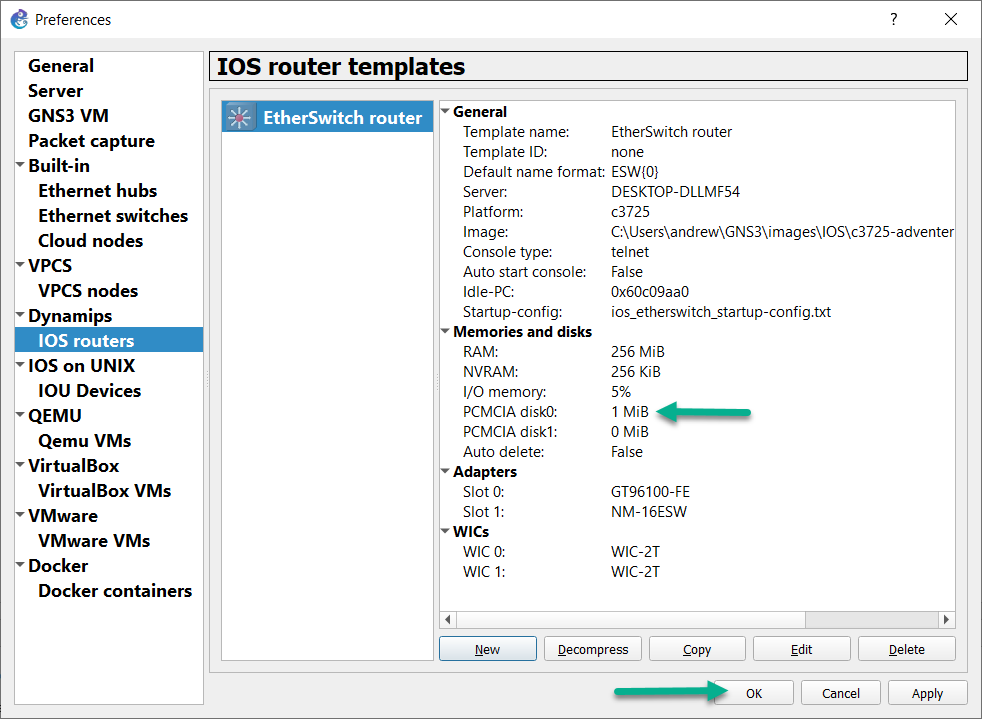 Preferences
?
General
Server
GNS3 VM
Packet capture
Built-in
Ethernet hubs
Ethernet switches
Cloud nodes
VPCS
VPCS nodes
Dynamips
IOS routers
IOS on UNIX
IOU Devices
QEMU
Qemu VMs
VirtualBox
VirtualBox VMs
VMware
VMware VMs
Docker
Docker containers
IOS router templates
EtherSwitch router
General
Template name: EtherSwitch router
Template ID: none
Default name format: ESW{0}
Server: DESKTOP-DLLMF54
Platform: c3725
Image: C:\Users\andrew\GNS3\images\IOS\c3725-adventer
Console type: telnet
Auto start console: False
Idle-PC: 0x60c09aa0
Startup-config: ios_etherswitch_startup-config.txt
Memories and disks
RAM: 256 MiB
NVRAM: 256 KiB
I/O memory: 5%
PCMCIA disk0: 1 MiB
PCMCIA disk1: 0 MiB
Auto delete: False
Adapters
Slot 0: GT96100-FE
Slot 1: NM-16ESW
WICs
WIC 0: WIC-2T
WIC 1: WIC-2T
New Decompress Copy Edit Delete
OK Cancel Apply